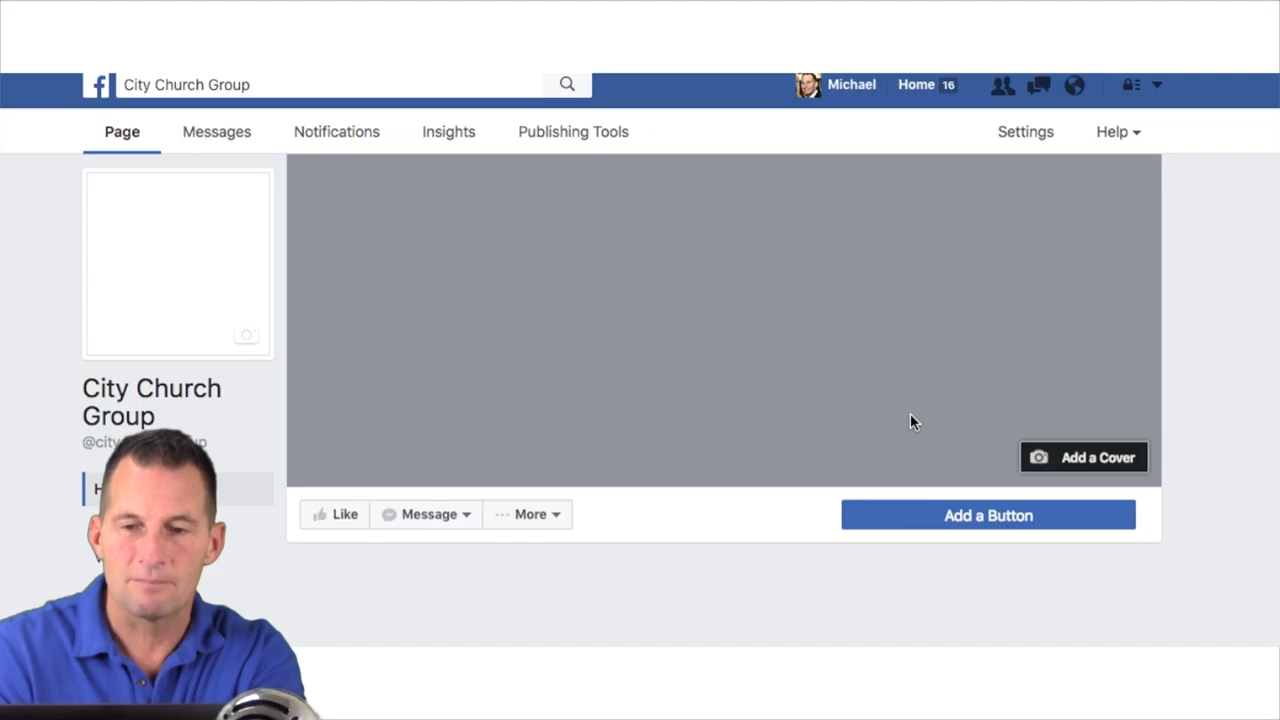 City Church Group
Michael Home 16
Page Messages Notifications Insights Publishing Tools Settings Help
City Church
Group
Add a Cover
Like Message More Add a Button